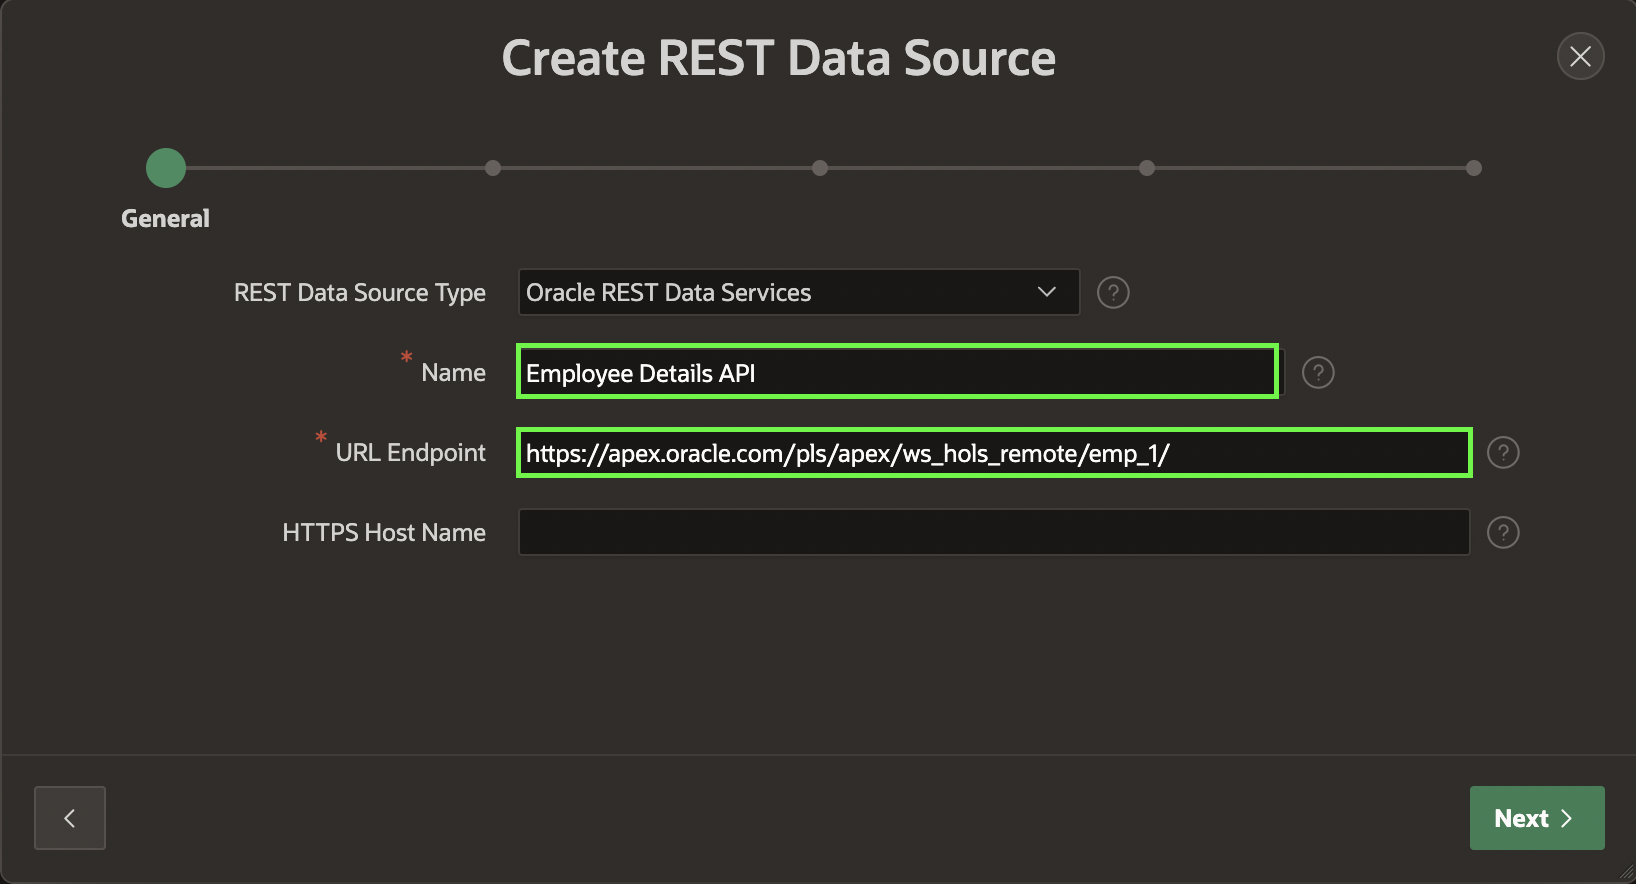 Create REST Data Source
General
REST Data Source Type Oracle REST Data Services ?
* Name Employee Details API ?
* URL Endpoint https://apex.oracle.com/pls/apex/ws_hols_remote/emp_1/ ?
HTTPS Host Name ?
Next